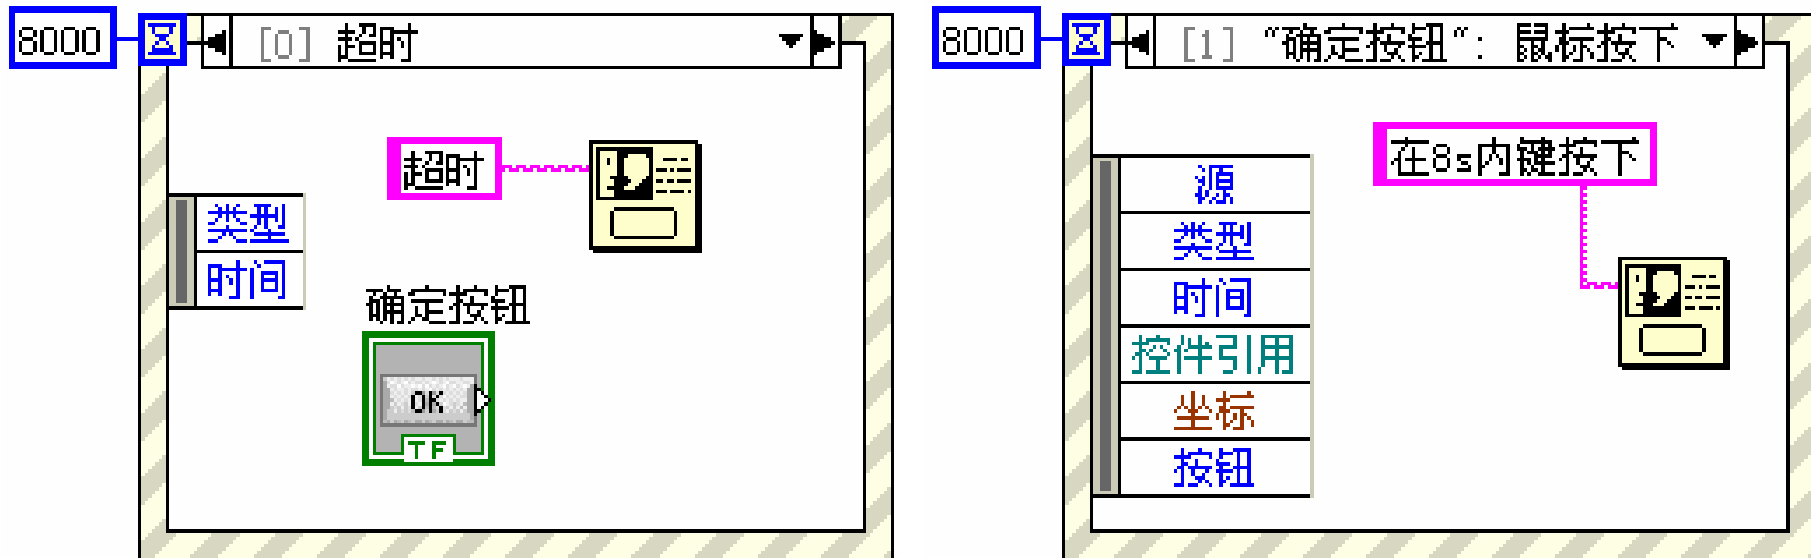 8000
[0] 超时
超时
类型
时间
确定按钮
OK
TF
8000
[1] “确定按钮“: 鼠标按下
在8s内键按下
源
类型
时间
控件引用
坐标
按钮